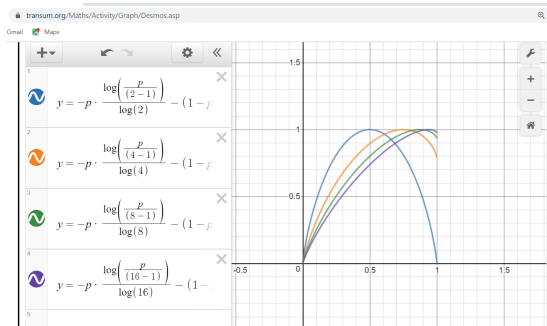 transum.org/Maths/Activity/Graph/Desmos.asp
Gmail Maps
1
y = −p · log(p/(2−1))/log(2) − (1 − p
2
y = −p · log(p/(4−1))/log(4) − (1 − p
3
y = −p · log(p/(8−1))/log(8) − (1 − p
4
y = −p · log(p/(16−1))/log(16) − (1 −
5
1.5
1
0.5
-0.5 0 0.5 1 1.5